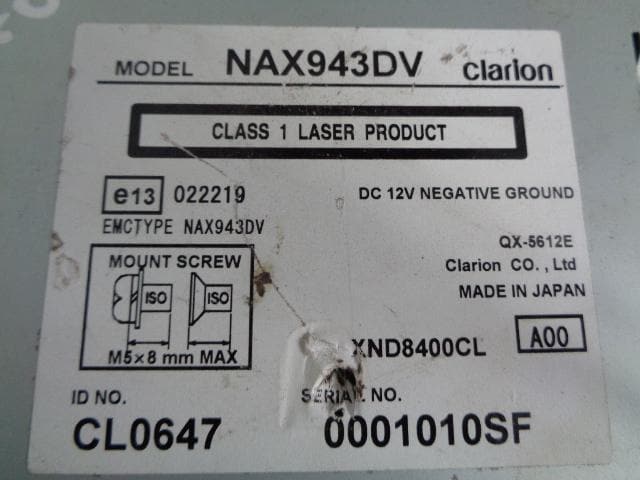 MODEL NAX943DV clarion
CLASS 1 LASER PRODUCT
e13 022219 DC 12V NEGATIVE GROUND
EMCTYPE NAX943DV
QX-5612E
MOUNT SCREW
Clarion CO., Ltd
ISO ISO
MADE IN JAPAN
XND8400CL A00
M5×8 mm MAX
ID NO. SERIAL NO.
CL0647 0001010SF